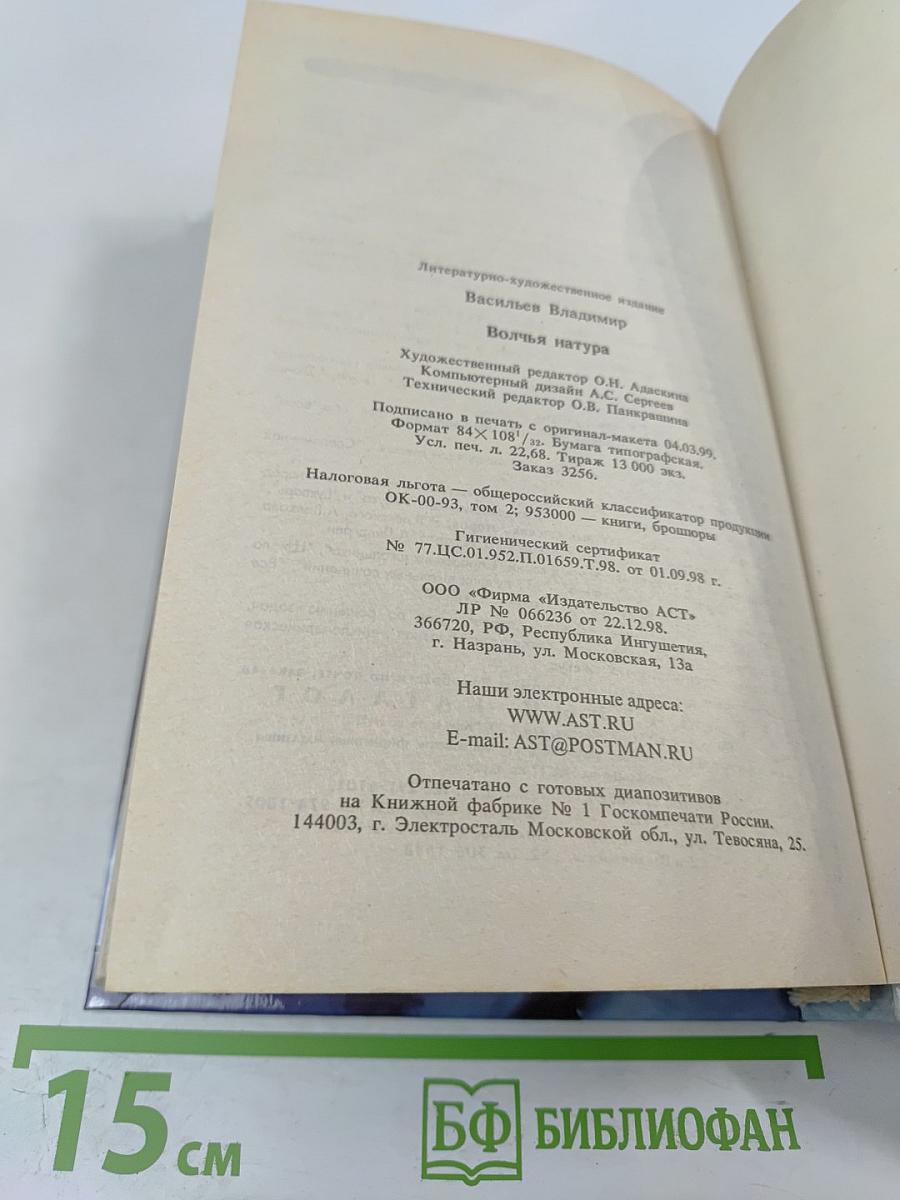 Литературно-художественное издание
Васильев Владимир
Волчья натура
Художественный редактор О.Н. Адаскина
Компьютерный дизайн А.С. Сергеев
Технический редактор О.В. Панкрашина
Подписано в печать с оригинал-макета 04.03.99.
Формат 84×108¹/₃₂. Бумага типографская.
Усл. печ. л. 22,68. Тираж 13 000 экз.
Заказ 3256.
Налоговая льгота — общероссийский классификатор продукции
ОК-00-93, том 2; 953000 — книги, брошюры
Гигиенический сертификат
№ 77.ЦС.01.952.П.01659.Т.98. от 01.09.98 г.
ООО «Фирма «Издательство АСТ»
ЛР № 066236 от 22.12.98.
366720, РФ, Республика Ингушетия,
г. Назрань, ул. Московская, 13а
Наши электронные адреса:
WWW.AST.RU
E-mail: AST@POSTMAN.RU
Отпечатано с готовых диапозитивов
на Книжной фабрике № 1 Госкомпечати России.
144003, г. Электросталь Московской обл., ул. Тевосяна, 25.
15 см
БФ БИБЛИОФАН